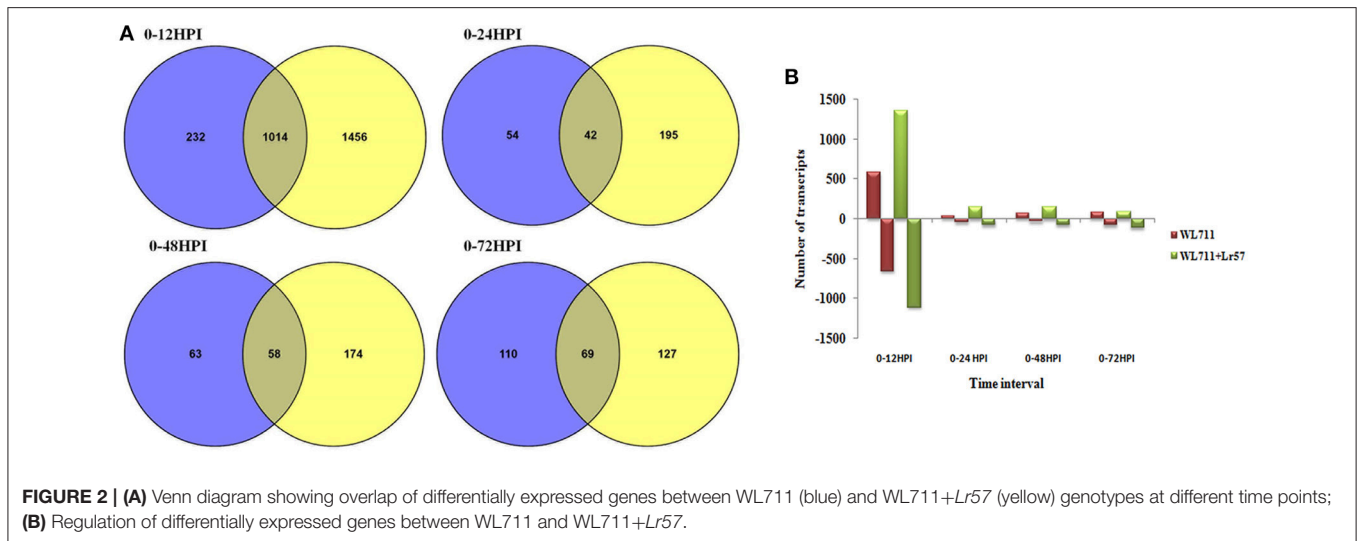 A
0-12HPI
232
1014
1456
0-24HPI
54
42
195
0-48HPI
63
58
174
0-72HPI
110
69
127
B
Number of transcripts
1500
1000
500
0
-500
-1000
-1500
0-12HPI
0-24 HPI
0-48HPI
0-72HPI
Time interval
WL711
WL711+Lr57
FIGURE 2 | (A) Venn diagram showing overlap of differentially expressed genes between WL711 (blue) and WL711+Lr57 (yellow) genotypes at different time points;
(B) Regulation of differentially expressed genes between WL711 and WL711+Lr57.